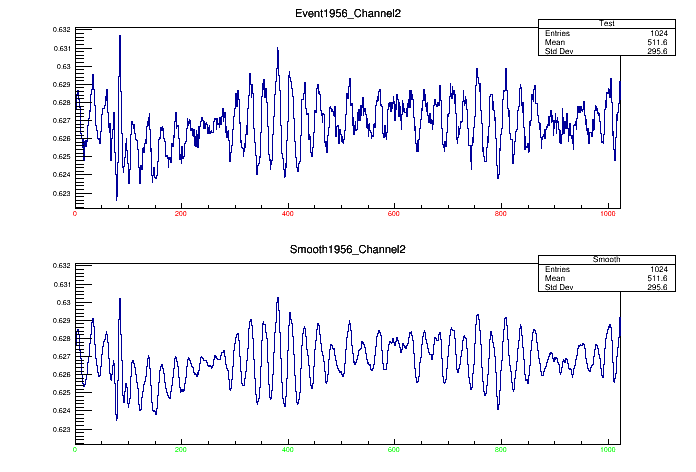 Event1956_Channel2
Test
Entries 1024
Mean 511.6
Std Dev 295.6
0.632
0.631
0.63
0.629
0.628
0.627
0.626
0.625
0.624
0.623
0 200 400 600 800 1000
Smooth1956_Channel2
Smooth
Entries 1024
Mean 511.6
Std Dev 295.6
0.632
0.631
0.63
0.629
0.628
0.627
0.626
0.625
0.624
0.623
0 200 400 600 800 1000